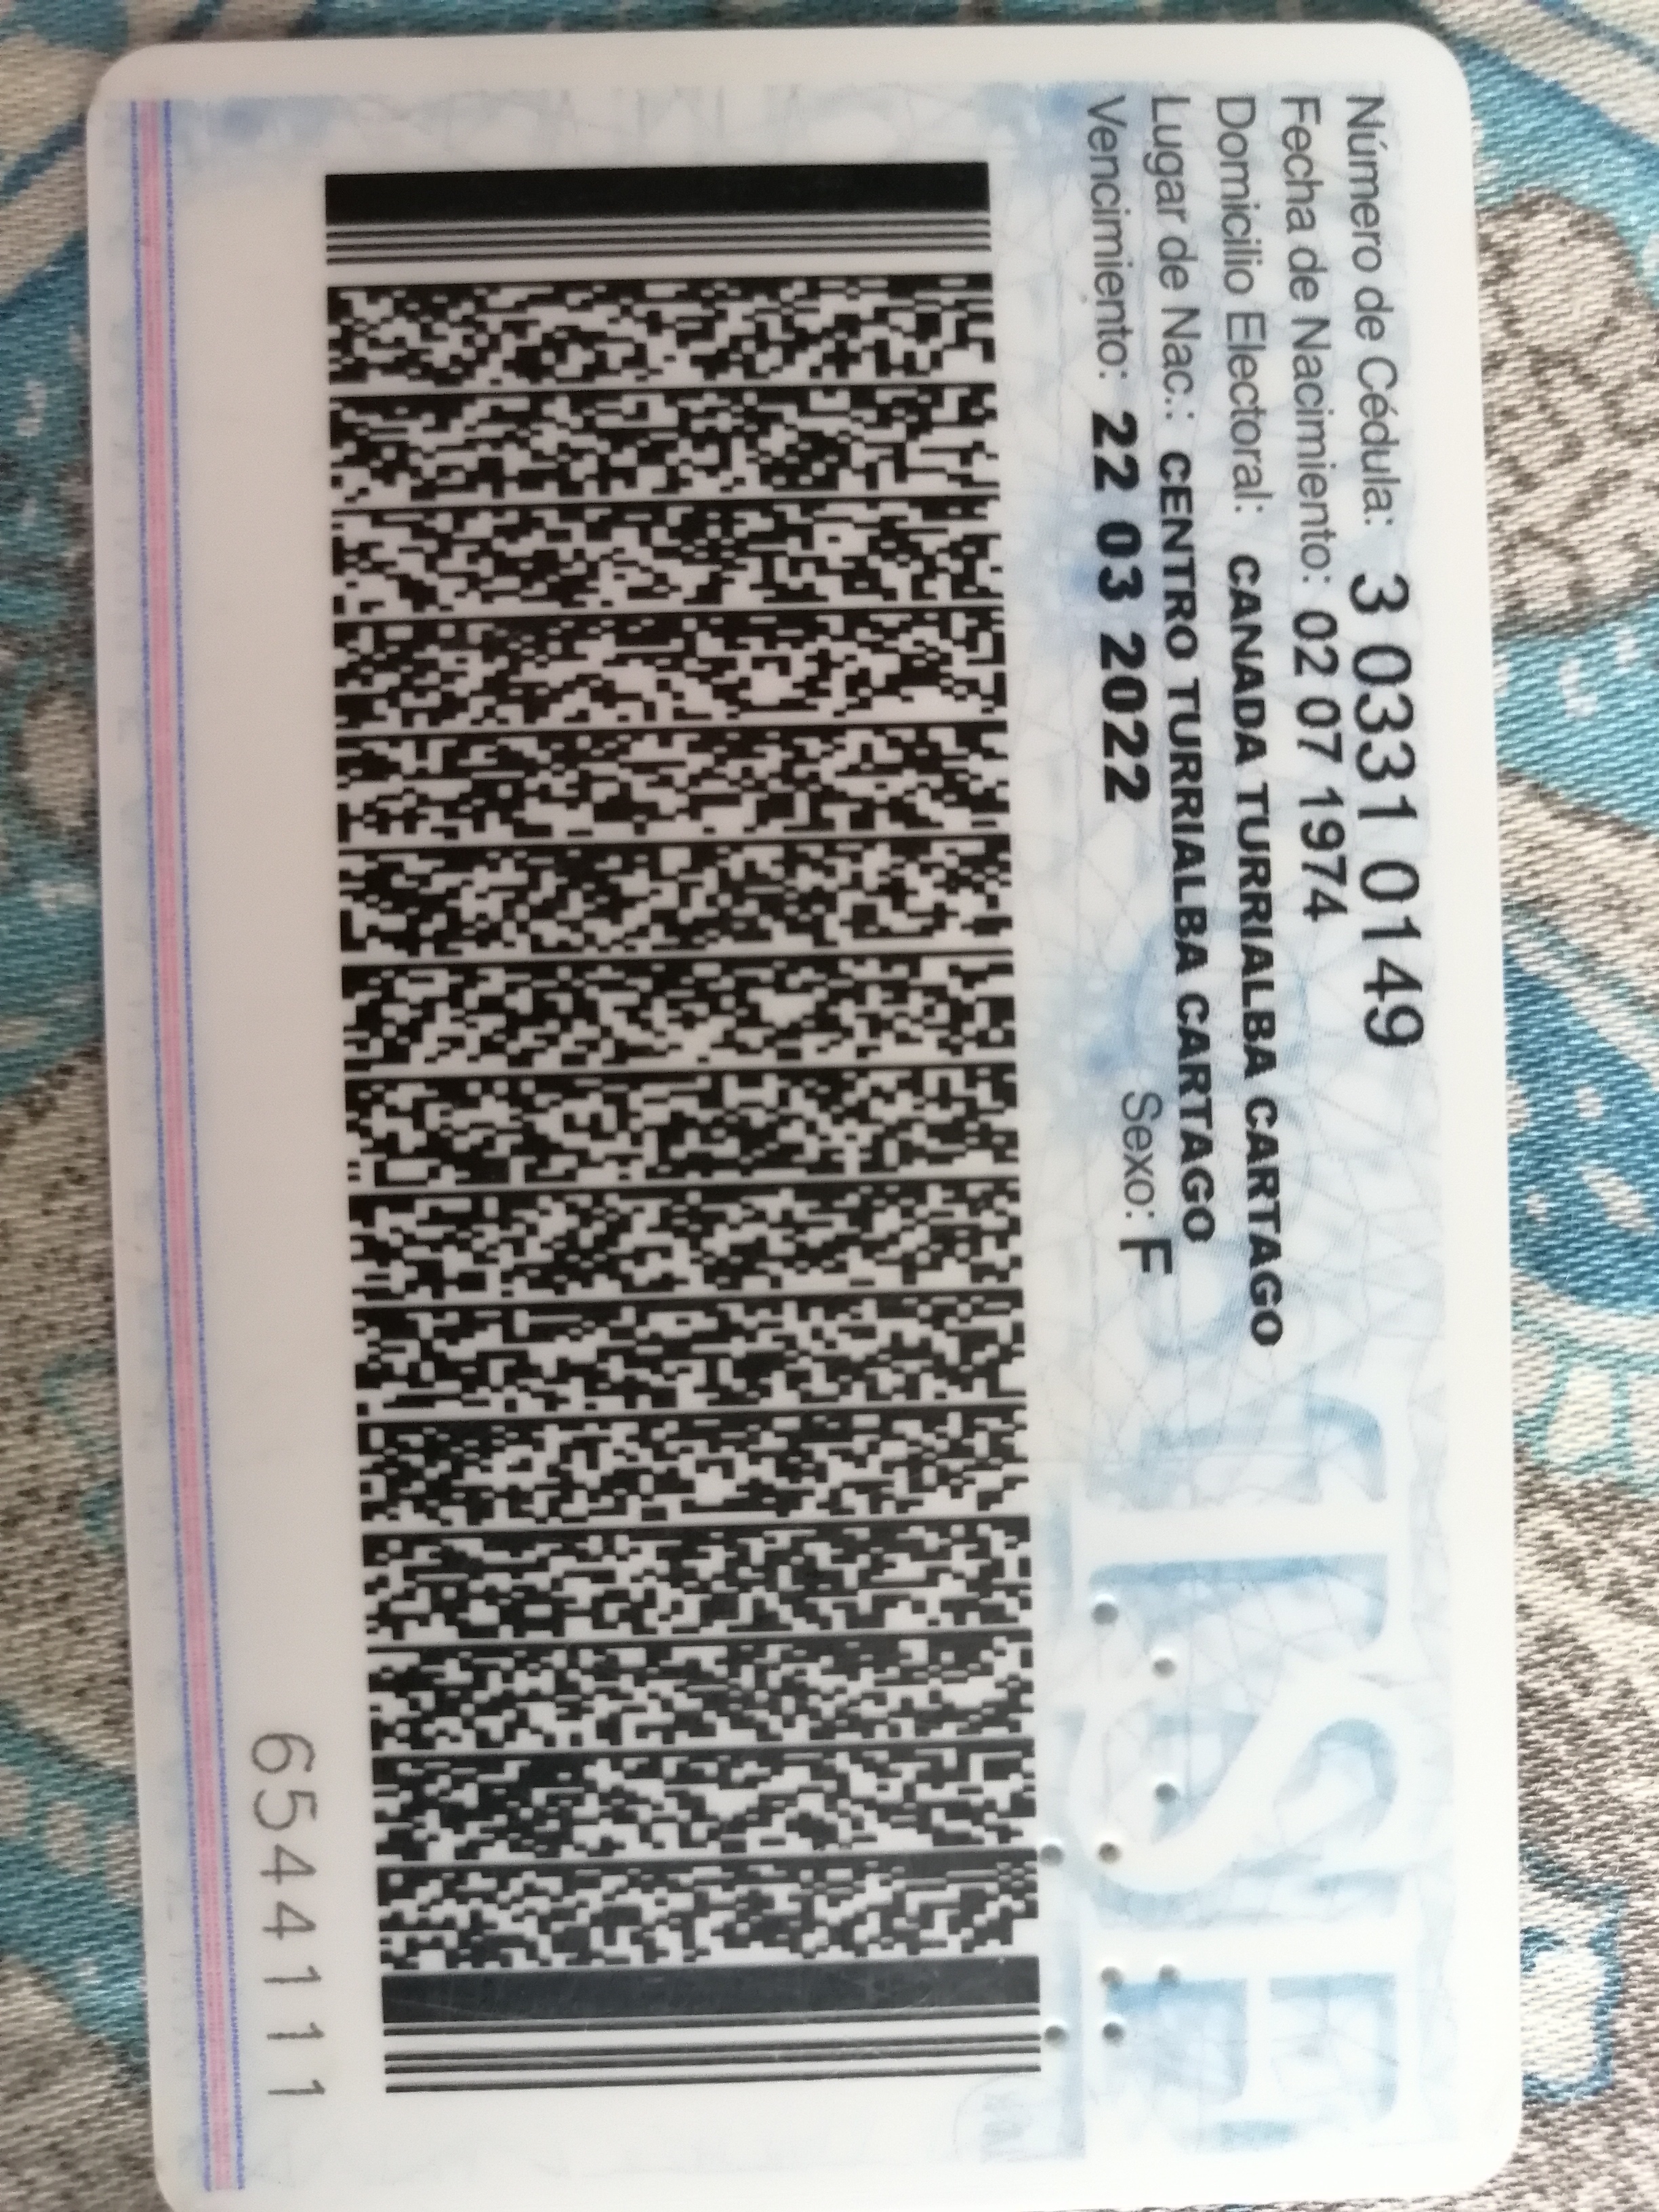 Número de Cédula: 3 0331 0149
Fecha de Nacimiento: 02 07 1974
Domicilio Electoral: CANADA TURRIALBA CARTAGO
Lugar de Nac.: CENTRO TURRIALBA CARTAGO
Vencimiento: 22 03 2022 Sexo: F
TSE
6544111